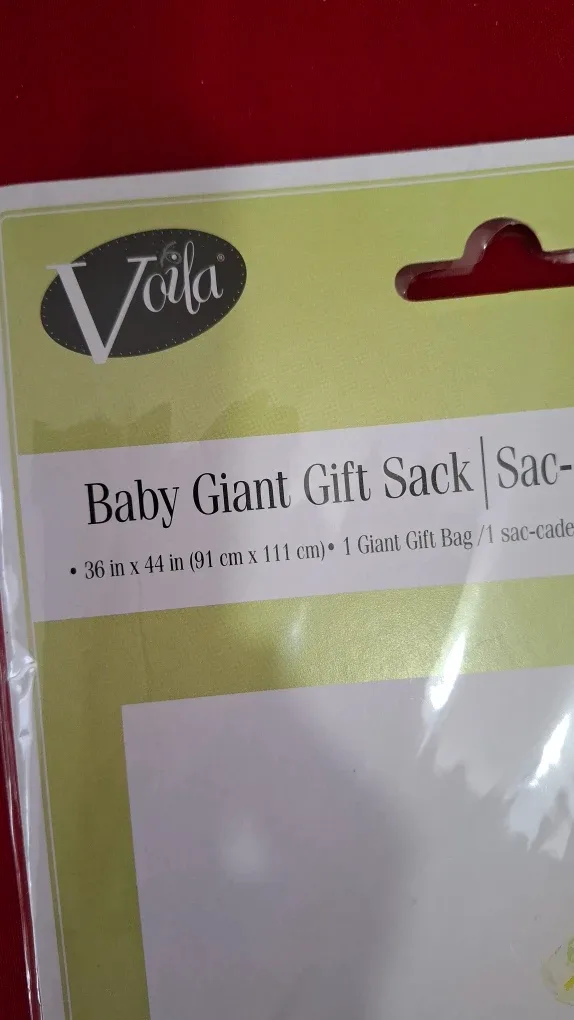 Voila®
Baby Giant Gift Sack | Sac-
• 36 in x 44 in (91 cm x 111 cm) • 1 Giant Gift Bag /1 sac-cade